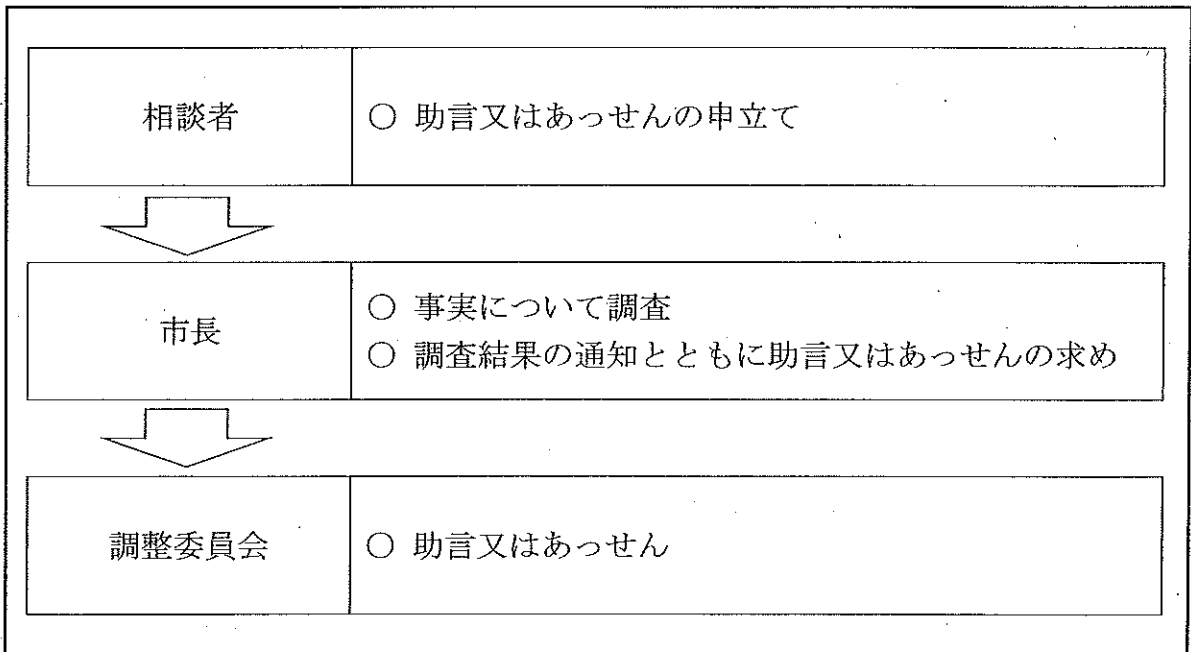 相談者
○ 助言又はあっせんの申立て
市長
○ 事実について調査
○ 調査結果の通知とともに助言又はあっせんの求め
調整委員会
○ 助言又はあっせん